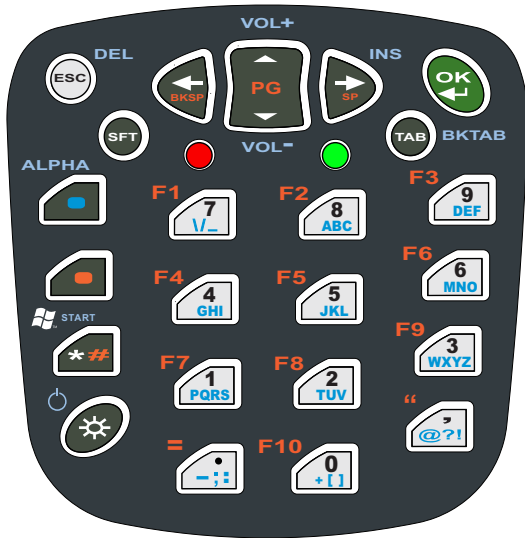 VOL+
DEL
INS
ESC
BKSP
PG
SP
OK
SFT
TAB
BKTAB
VOL-
ALPHA
F1
F2
F3
7
\/_
8
ABC
9
DEF
F4
F5
F6
4
GHI
5
JKL
6
MNO
START
*#
F7
F8
F9
1
PQRS
2
TUV
3
WXYZ
=
F10
“
.
-;:
0
+[]
,
@?!